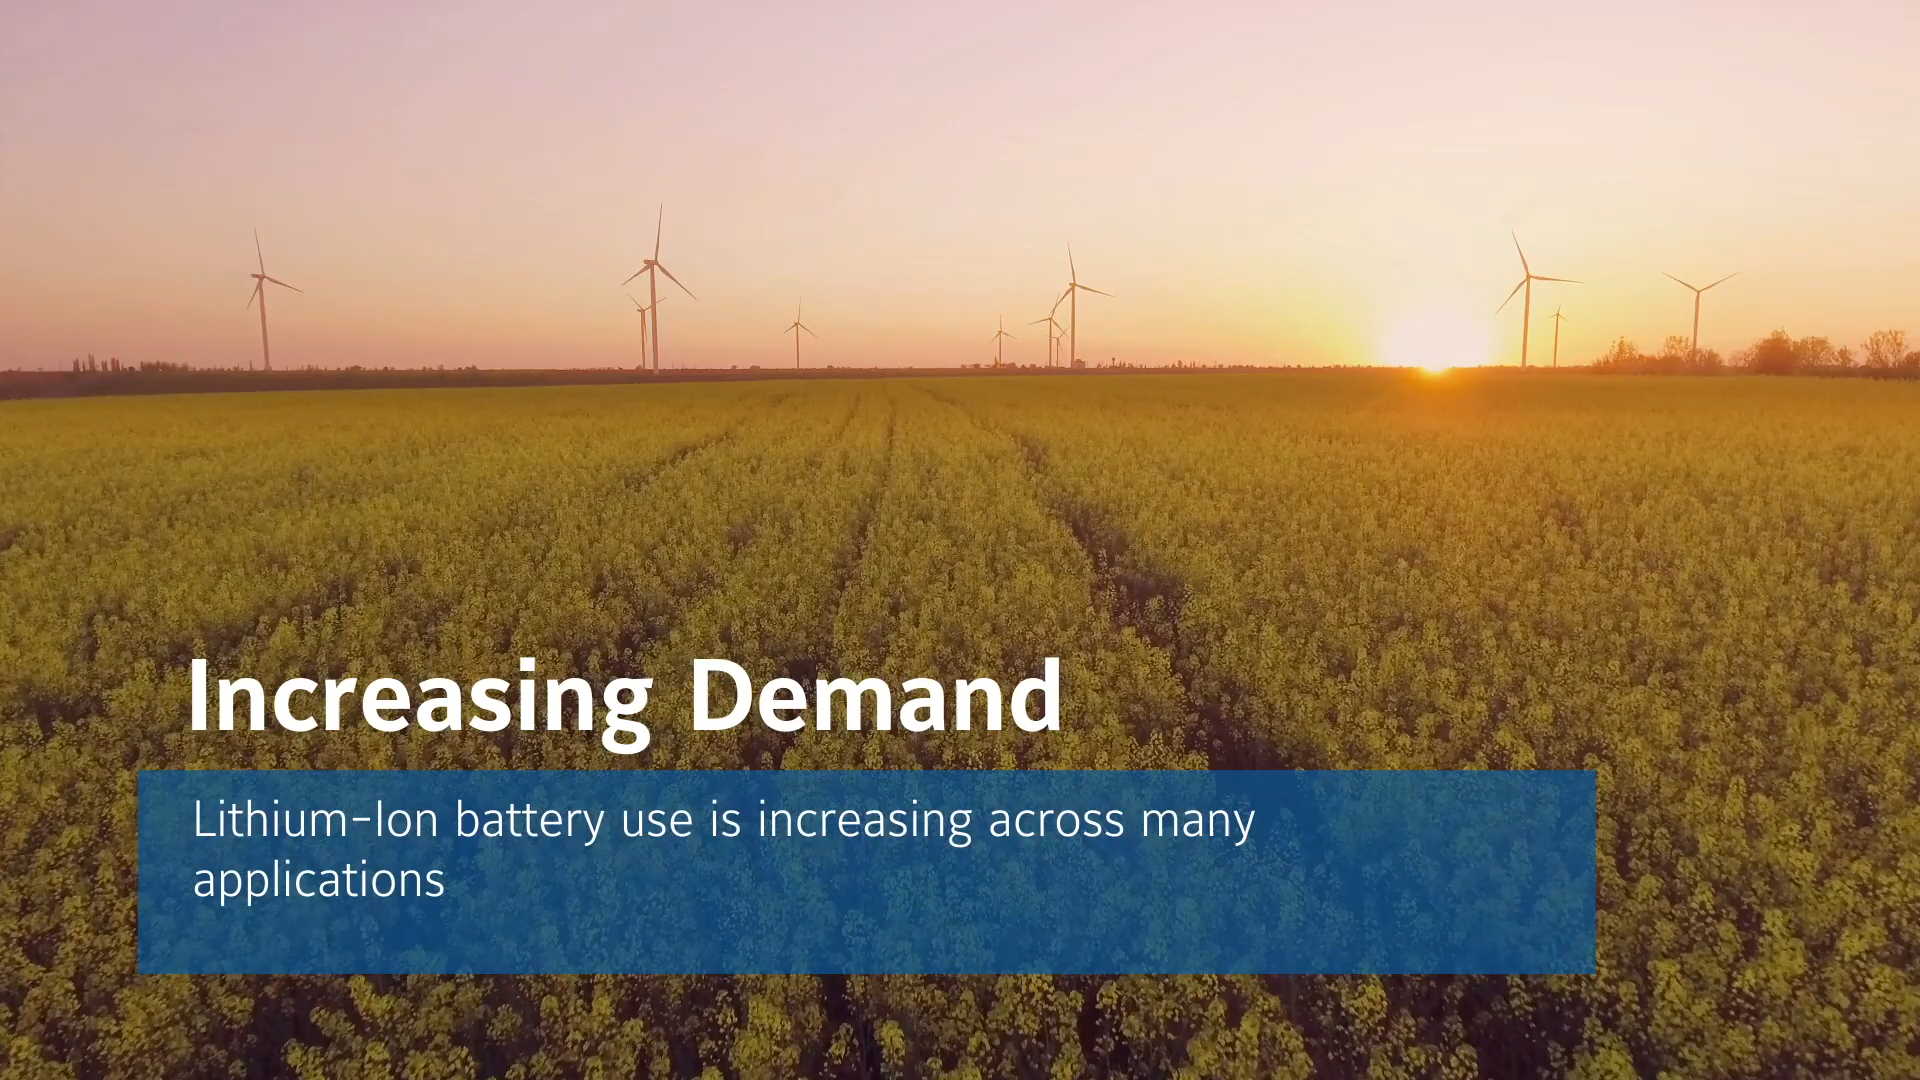 Increasing Demand
Lithium-Ion battery use is increasing across many
applications